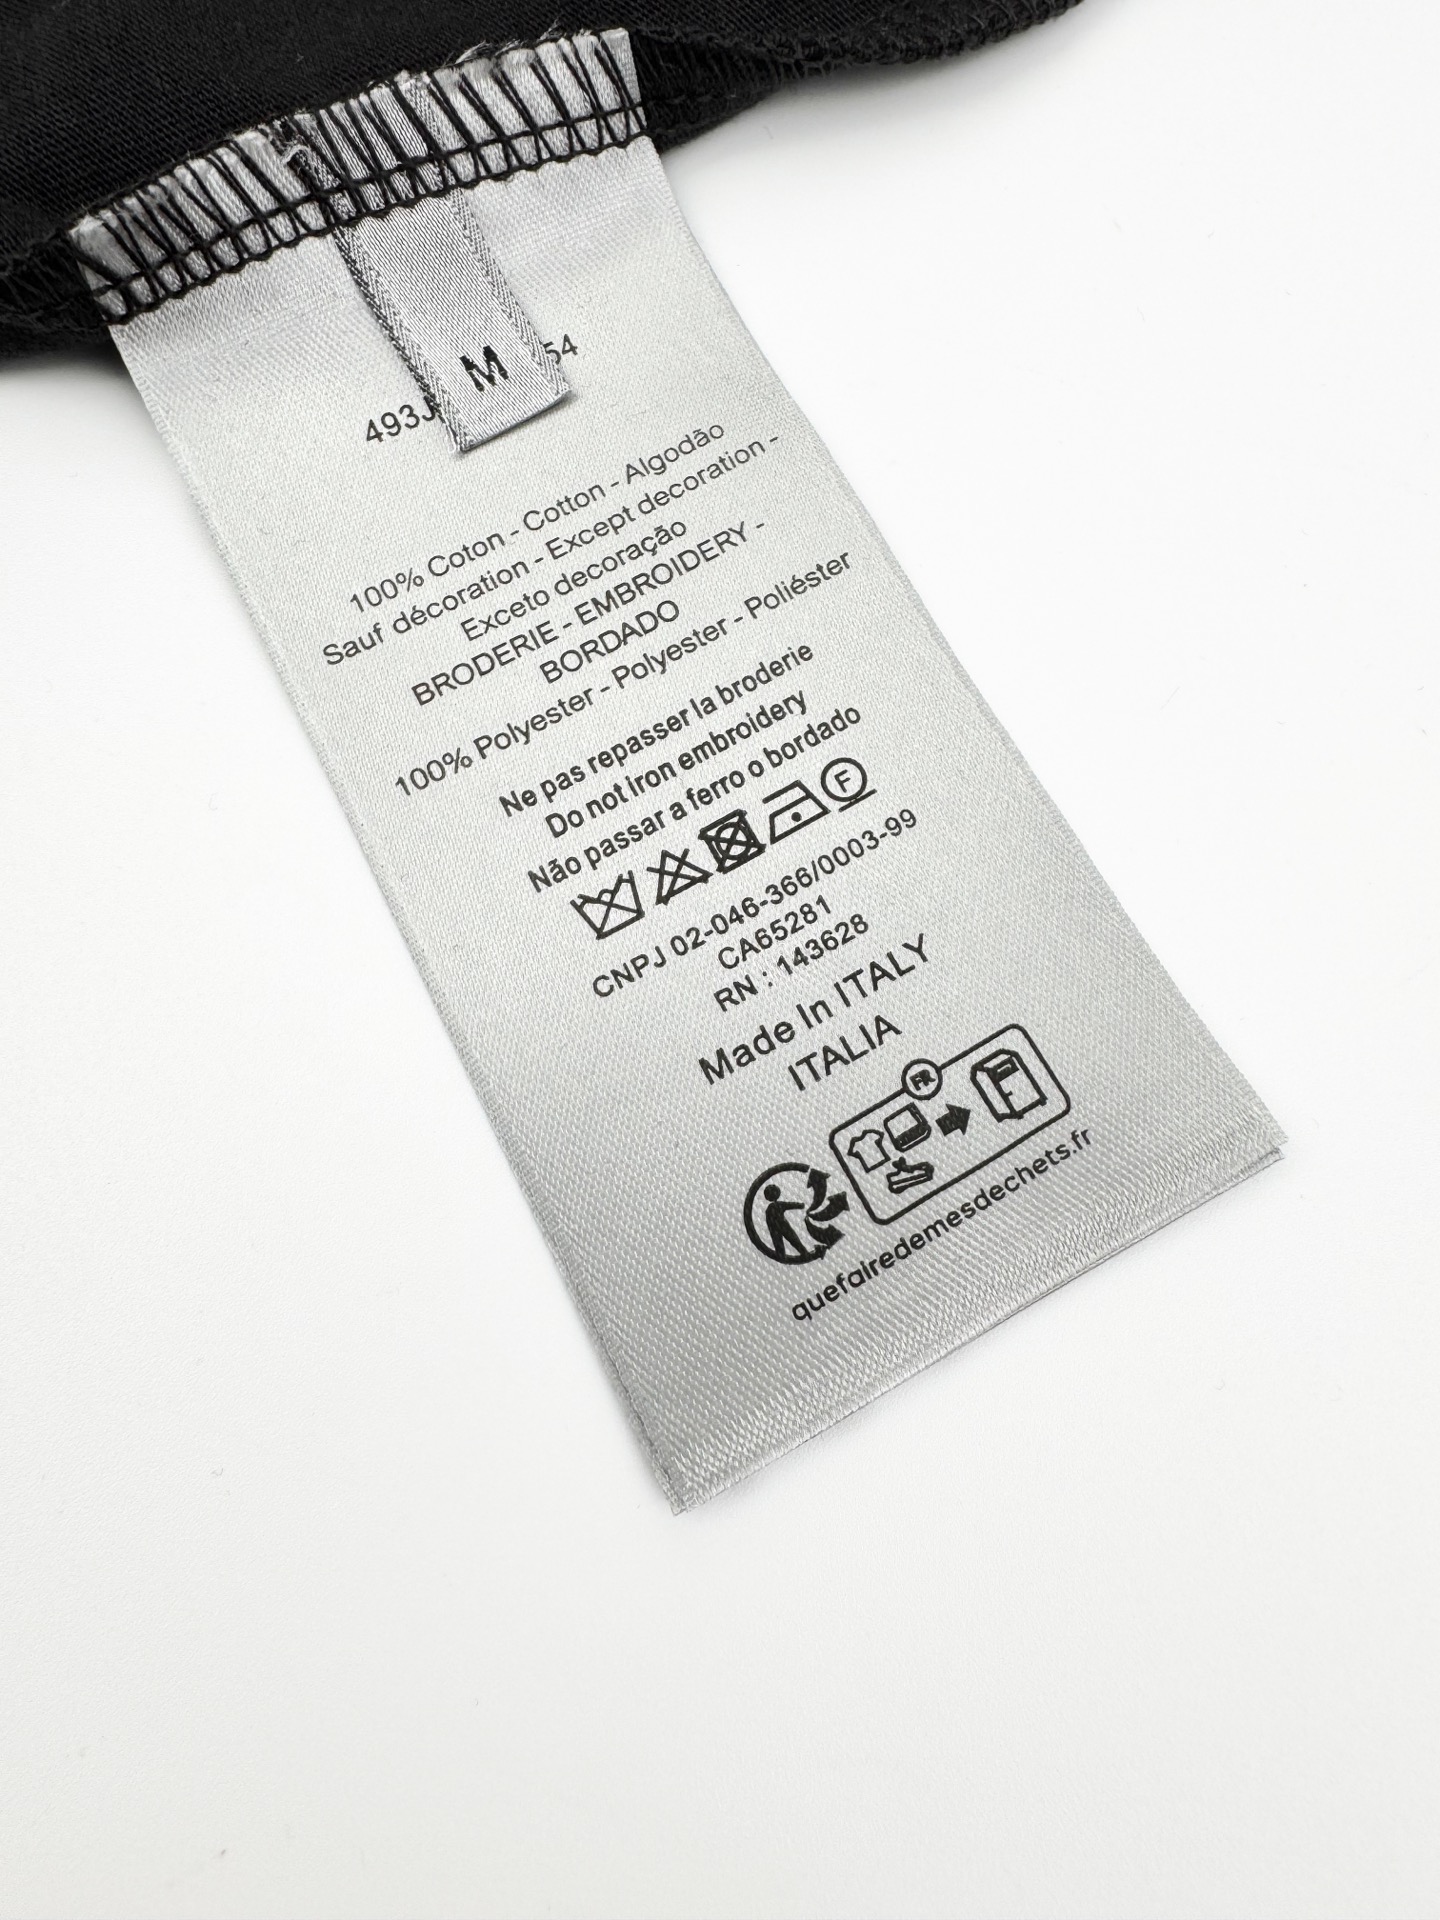 M
493J 54
100% Coton - Cotton - Algodão
Sauf décoration - Except decoration -
Exceto decoração
BRODERIE - EMBROIDERY -
BORDADO
100% Polyester - Polyester - Poliéster
Ne pas repasser la broderie
Do not iron embroidery
Não passar a ferro o bordado
F
CNPJ 02-046-366/0003-99
CA65281
RN : 143628
Made In ITALY
ITALIA
FR
quefairedemesdechets.fr